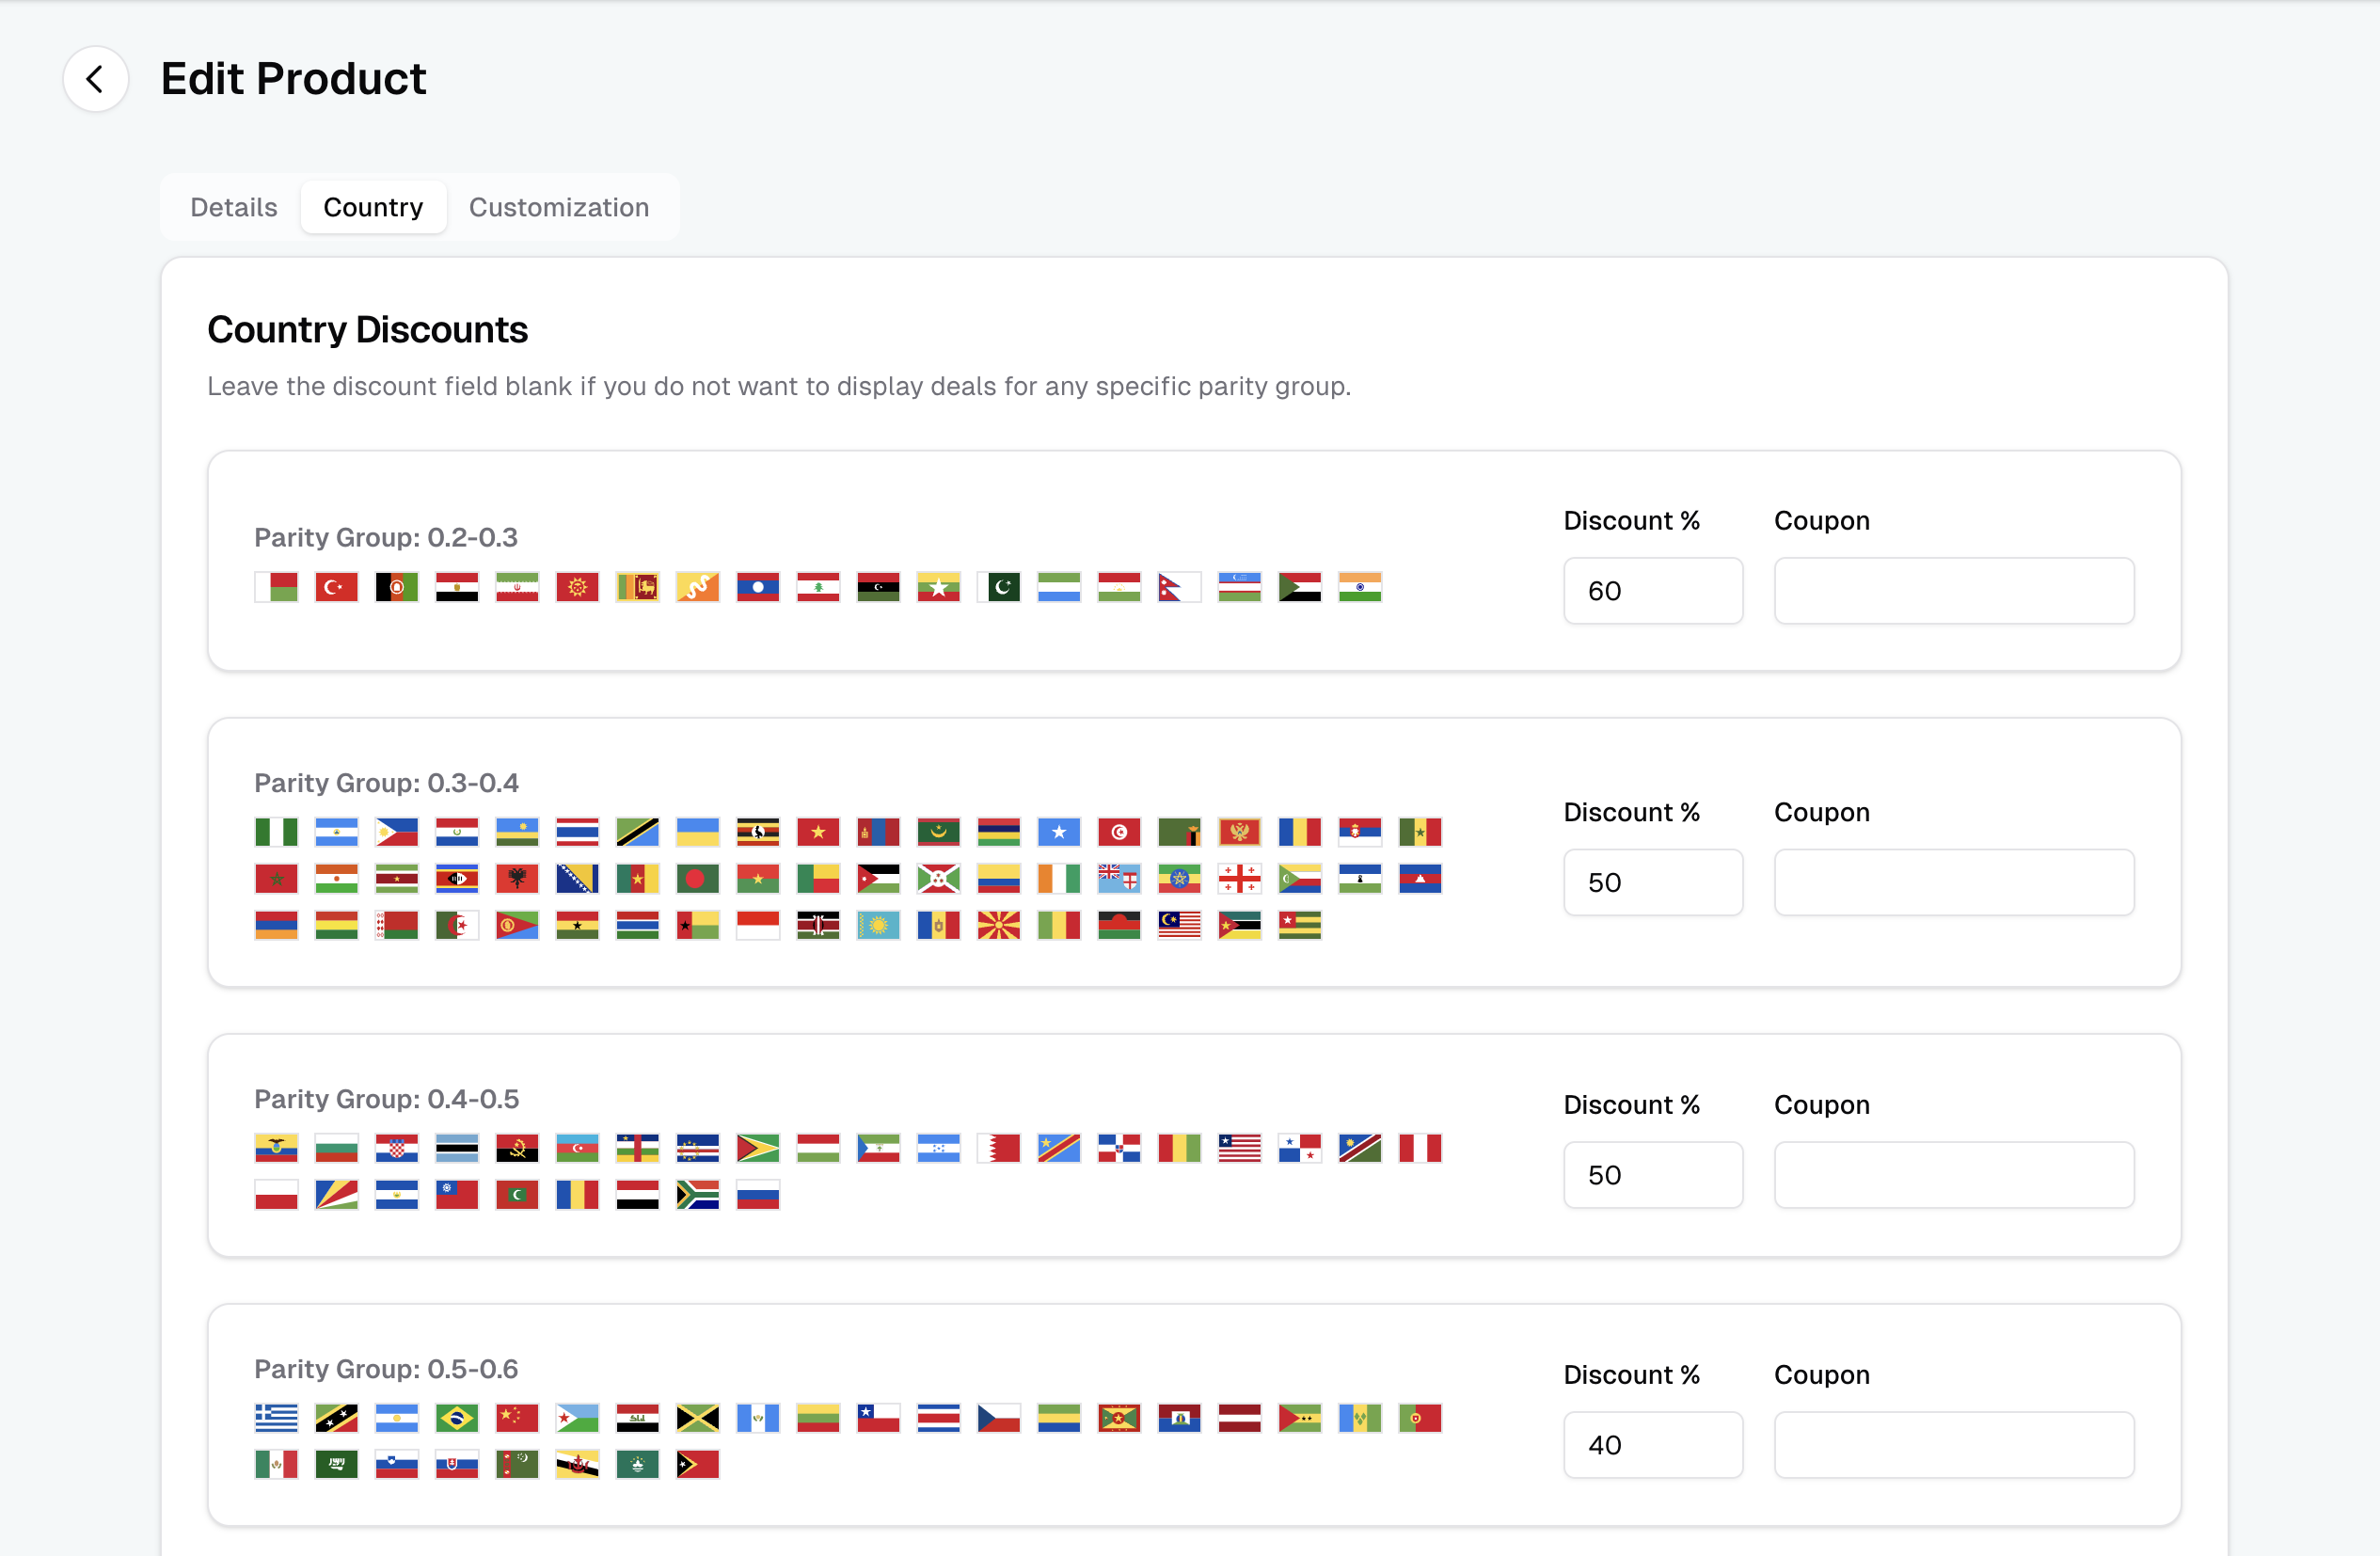 Edit Product
Details Country Customization
Country Discounts
Leave the discount field blank if you do not want to display deals for any specific parity group.
Parity Group: 0.2-0.3
Discount % Coupon
60
Parity Group: 0.3-0.4
Discount % Coupon
50
Parity Group: 0.4-0.5
Discount % Coupon
50
Parity Group: 0.5-0.6
Discount % Coupon
40